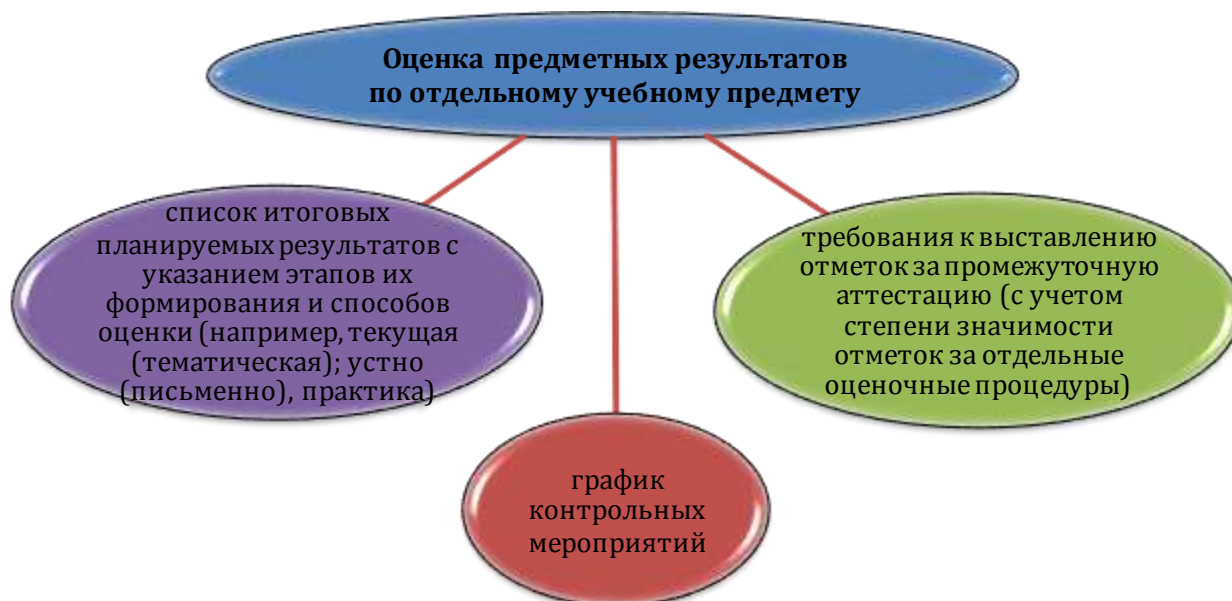 Оценка предметных результатов
по отдельному учебному предмету
список итоговых
планируемых результатов с
указанием этапов их
формирования и способов
оценки (например, текущая
(тематическая); устно
(письменно), практика)
требования к выставлению
отметок за промежуточную
аттестацию (с учетом
степени значимости
отметок за отдельные
оценочные процедуры)
график
контрольных
мероприятий